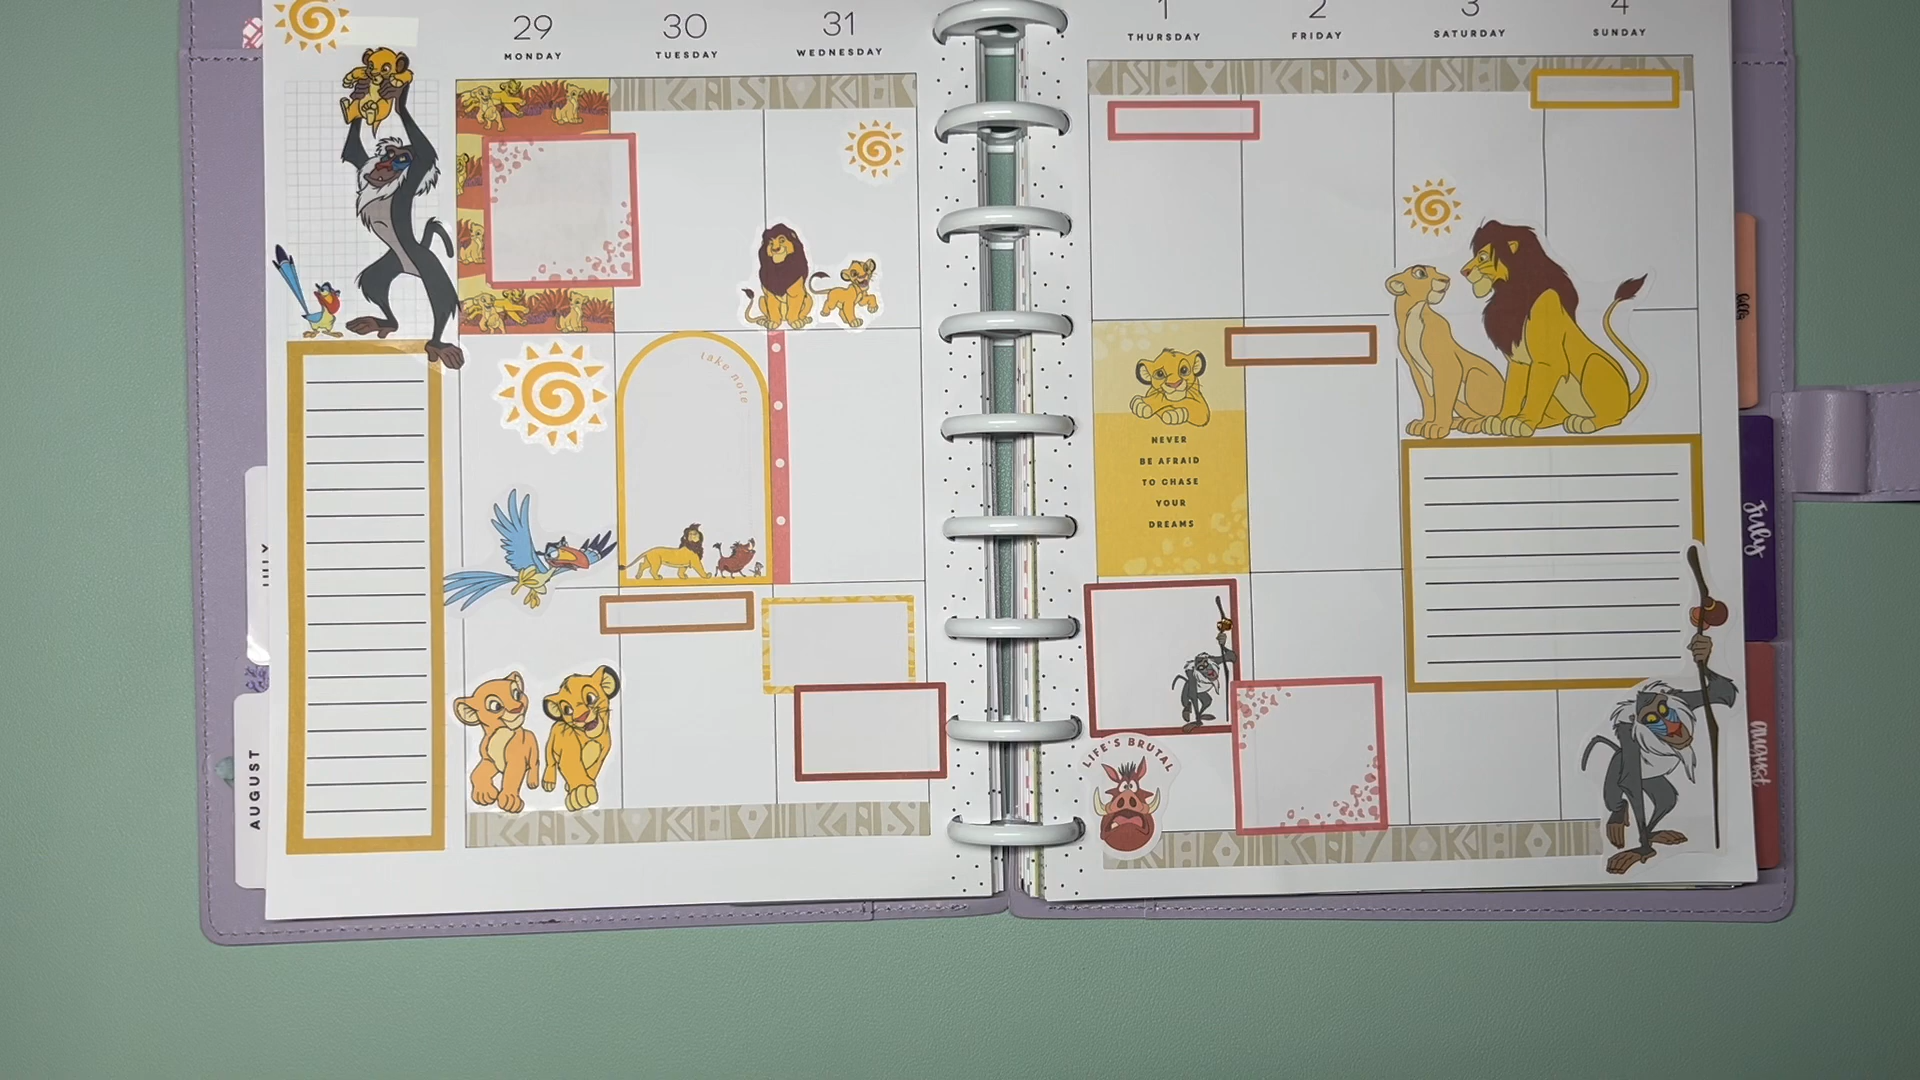 29
MONDAY
30
TUESDAY
31
WEDNESDAY
1
THURSDAY
2
FRIDAY
3
SATURDAY
4
SUNDAY
take note
NEVER
BE AFRAID
TO CHASE
YOUR
DREAMS
LIFE'S BRUTAL
JULY
AUGUST
July
august